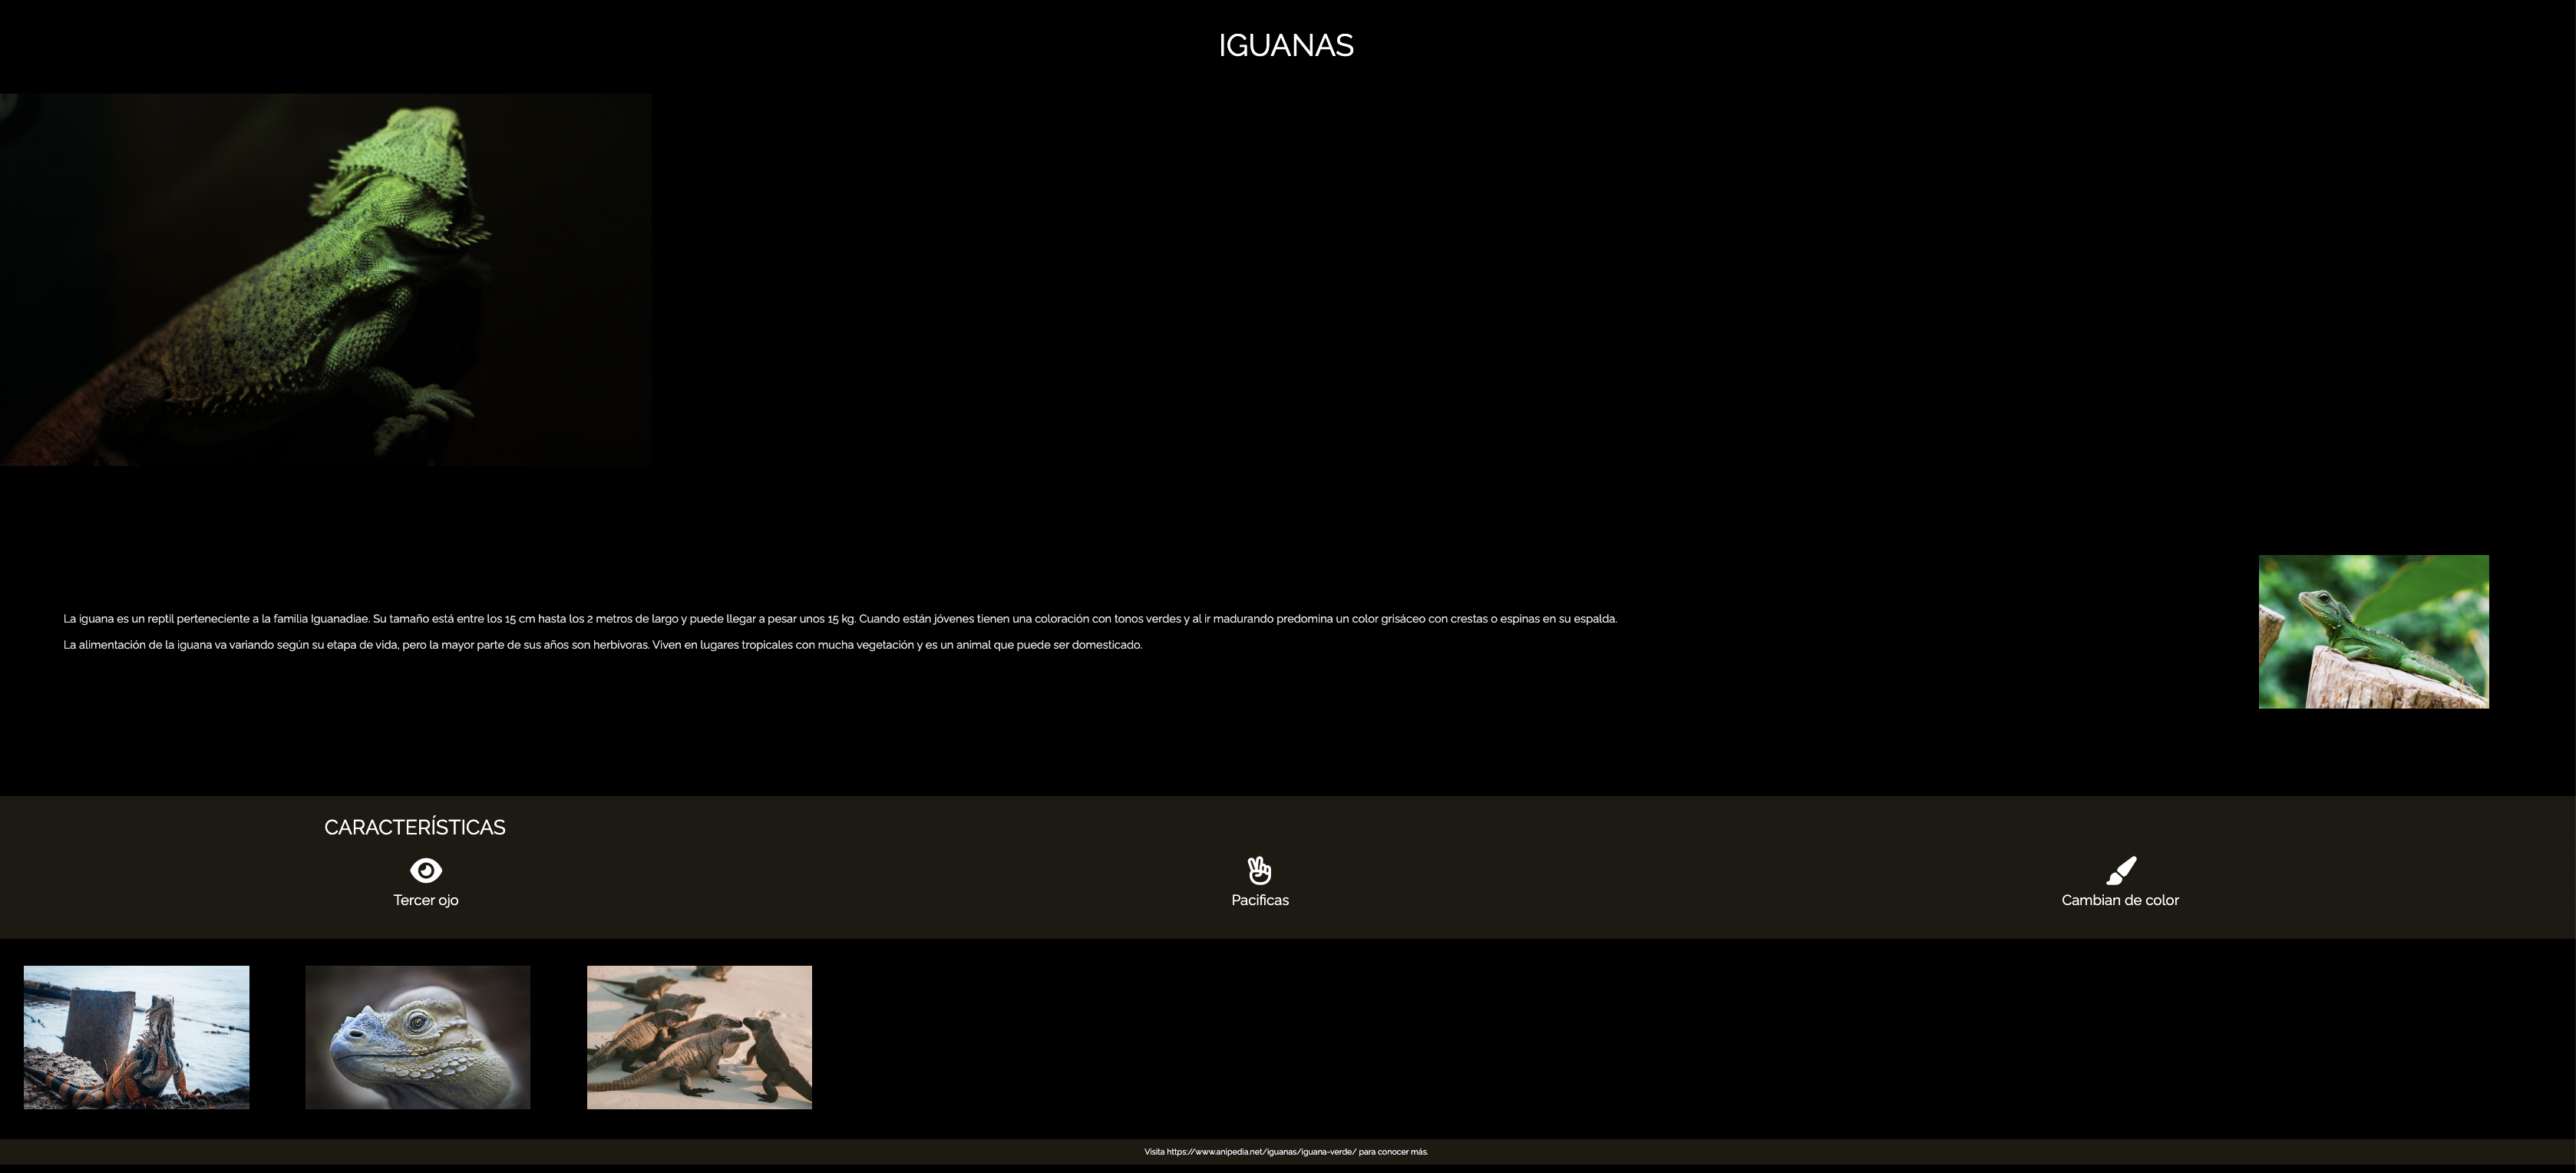 IGUANAS
La iguana es un reptil perteneciente a la familia Iguanadiae. Su tamaño está entre los 15 cm hasta los 2 metros de largo y puede llegar a pesar unos 15 kg. Cuando están jóvenes tienen una coloración con tonos verdes y al ir madurando predomina un color grisáceo con crestas o espinas en su espalda.
La alimentación de la iguana va variando según su etapa de vida, pero la mayor parte de sus años son herbívoras. Viven en lugares tropicales con mucha vegetación y es un animal que puede ser domesticado.
CARACTERÍSTICAS
Tercer ojo
Pacificas
Cambian de color
Visita https://www.anipedia.net/iguanas/iguana-verde/ para conocer más.